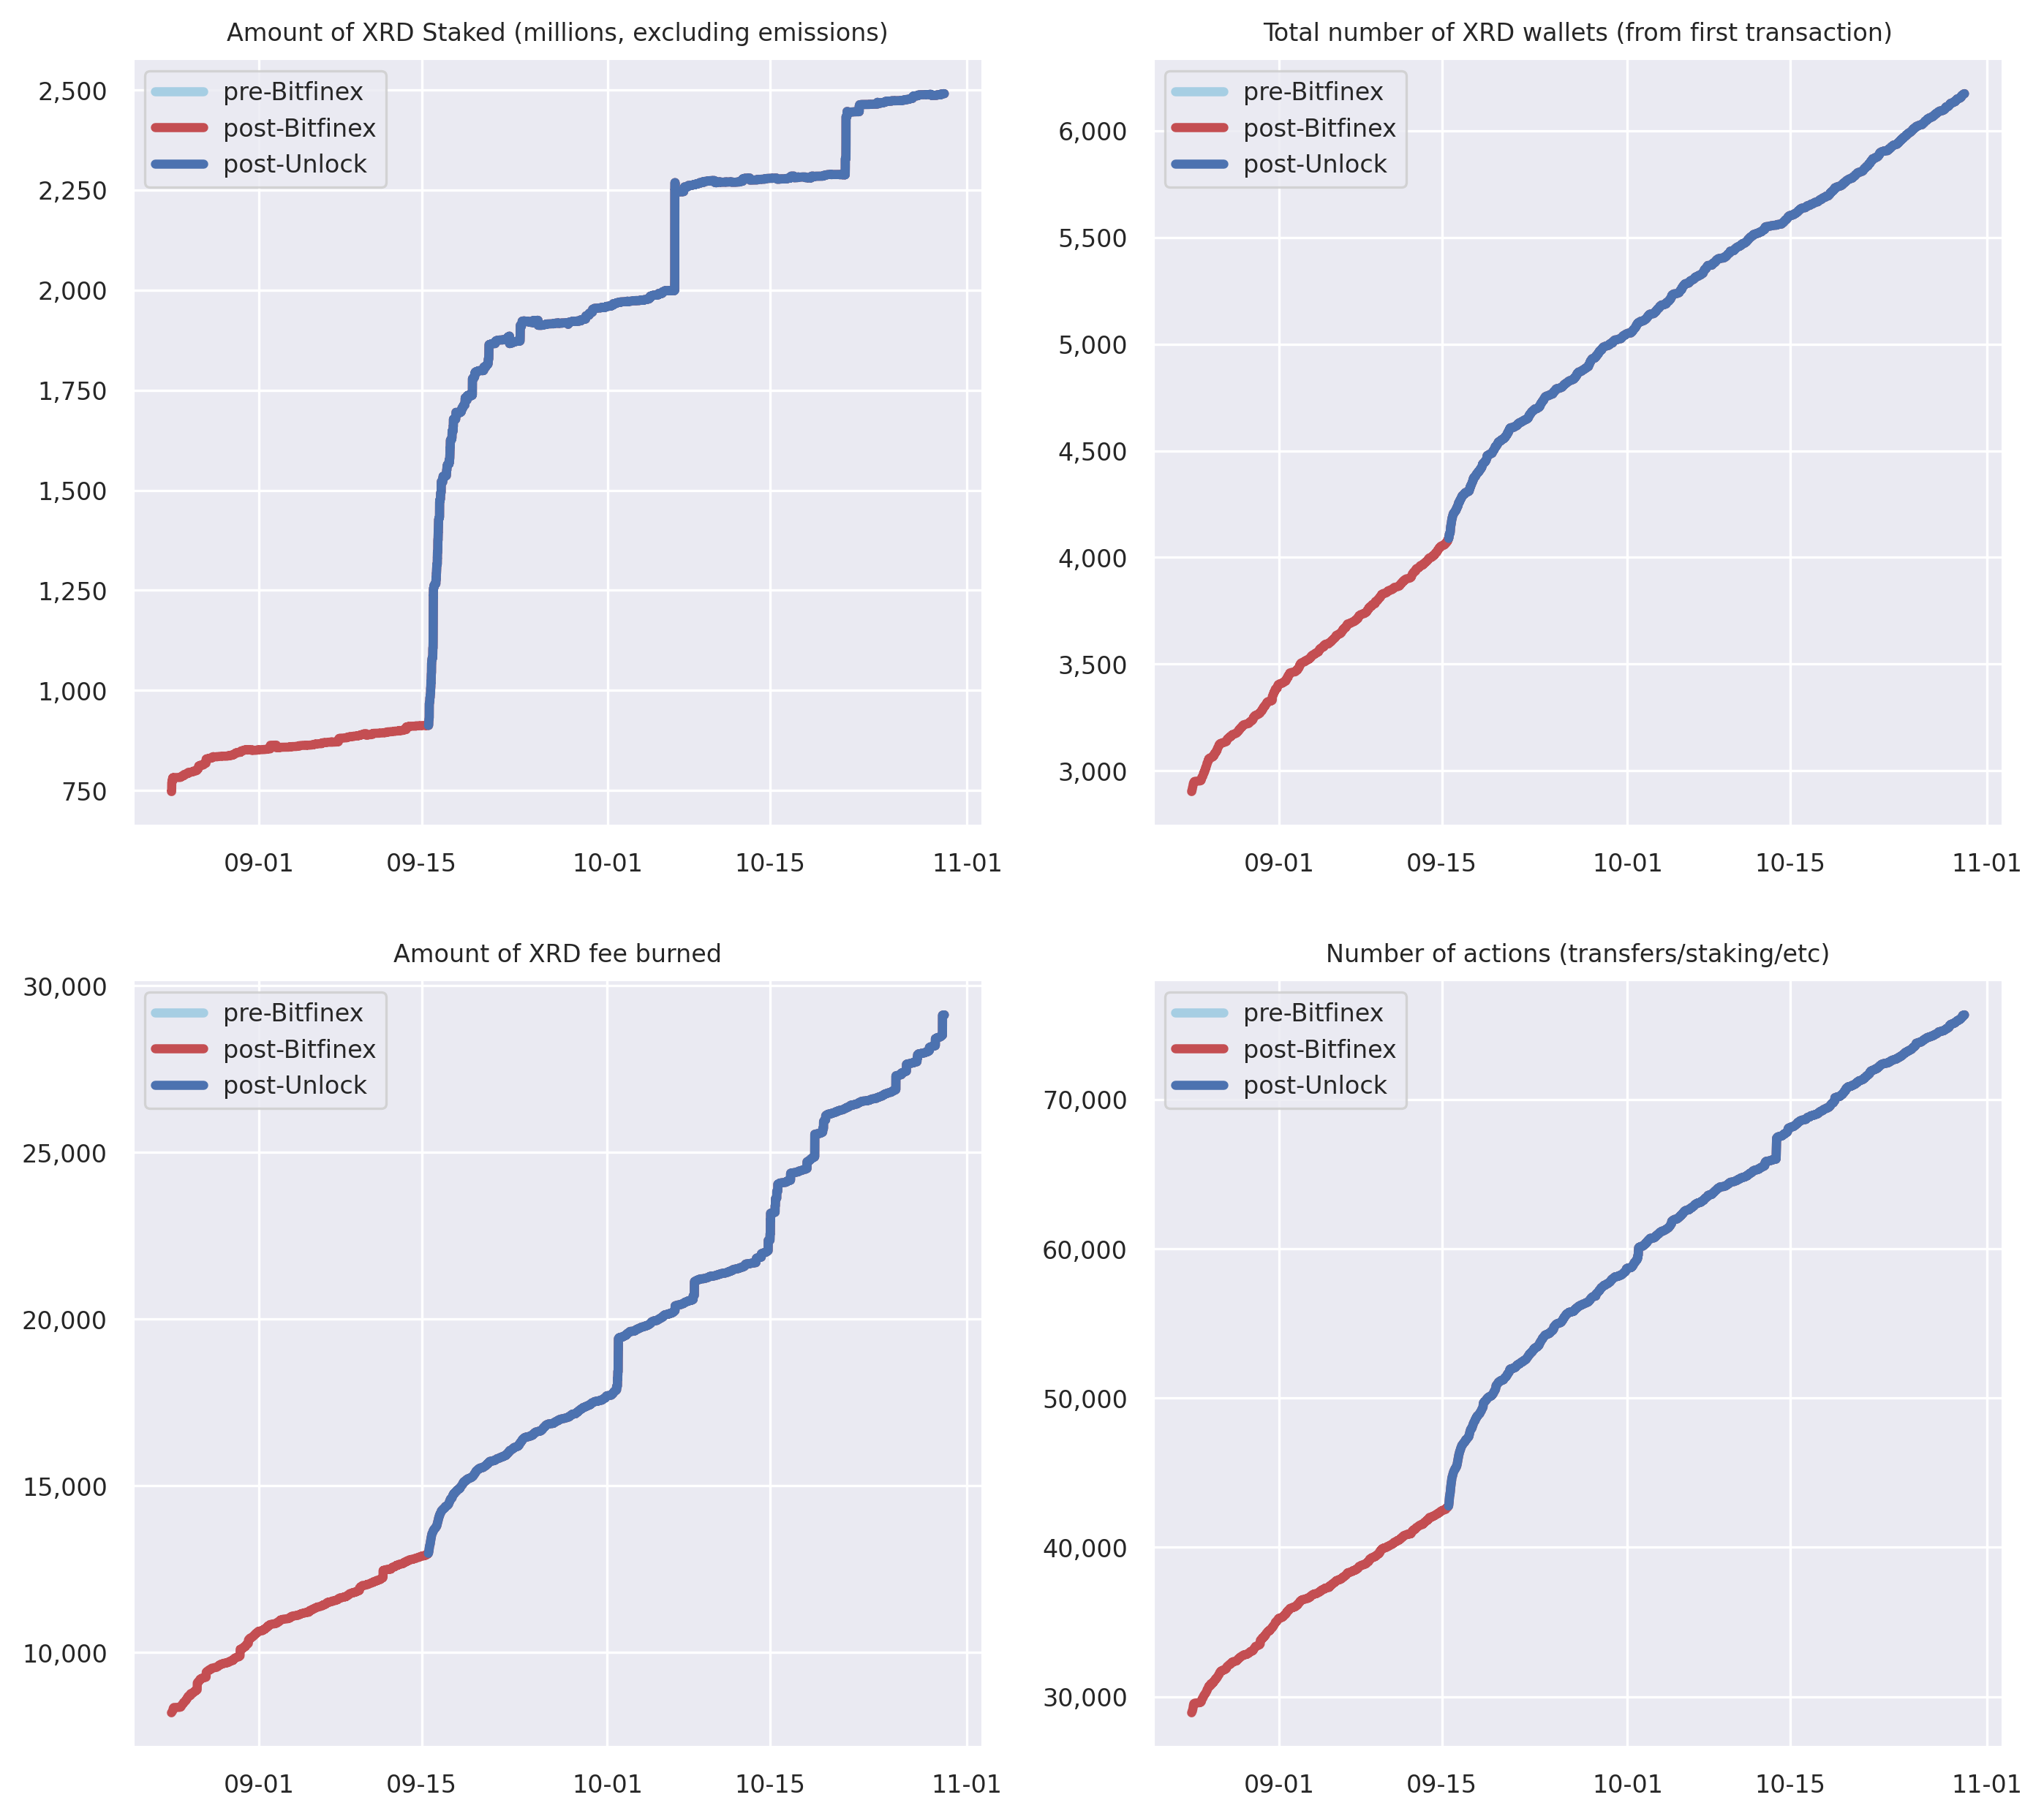 Amount of XRD Staked (millions, excluding emissions)
pre-Bitfinex
post-Bitfinex
post-Unlock
2,500
2,250
2,000
1,750
1,500
1,250
1,000
750
09-01 09-15 10-01 10-15 11-01
Total number of XRD wallets (from first transaction)
pre-Bitfinex
post-Bitfinex
post-Unlock
6,000
5,500
5,000
4,500
4,000
3,500
3,000
09-01 09-15 10-01 10-15 11-01
Amount of XRD fee burned
pre-Bitfinex
post-Bitfinex
post-Unlock
30,000
25,000
20,000
15,000
10,000
09-01 09-15 10-01 10-15 11-01
Number of actions (transfers/staking/etc)
pre-Bitfinex
post-Bitfinex
post-Unlock
70,000
60,000
50,000
40,000
30,000
09-01 09-15 10-01 10-15 11-01